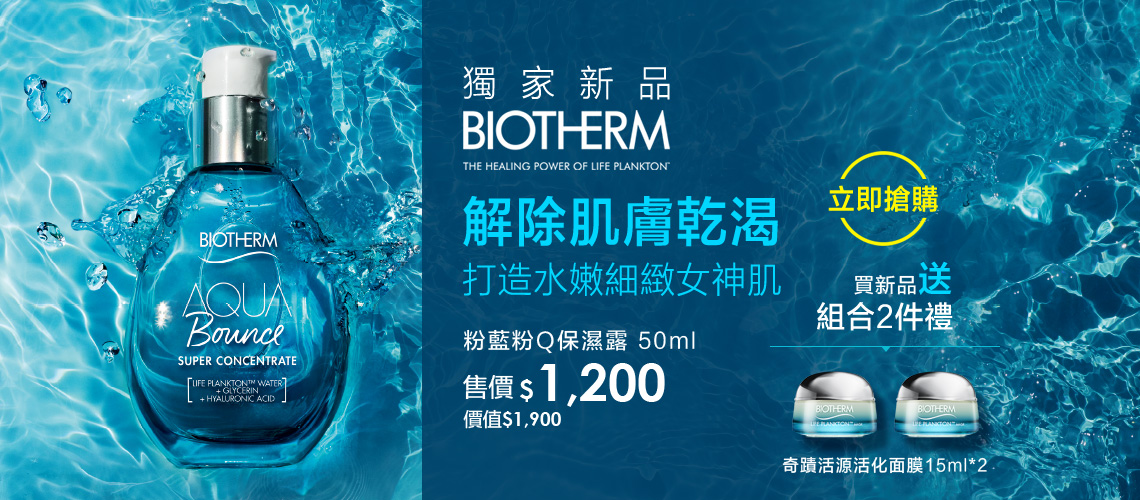 BIOTHERM
AQUA
Bounce
SUPER CONCENTRATE
LIFE PLANKTON™ WATER
+ GLYCERIN
+ HYALURONIC ACID
獨家新品
BIOTHERM
THE HEALING POWER OF LIFE PLANKTON™
解除肌膚乾渴
打造水嫩細緻女神肌
粉藍粉Q保濕露 50ml
售價$1,200
價值$1,900
立即搶購
買新品送
組合2件禮
BIOTHERM
LIFE PLANKTON™
BIOTHERM
LIFE PLANKTON™
奇蹟活源活化面膜15ml*2